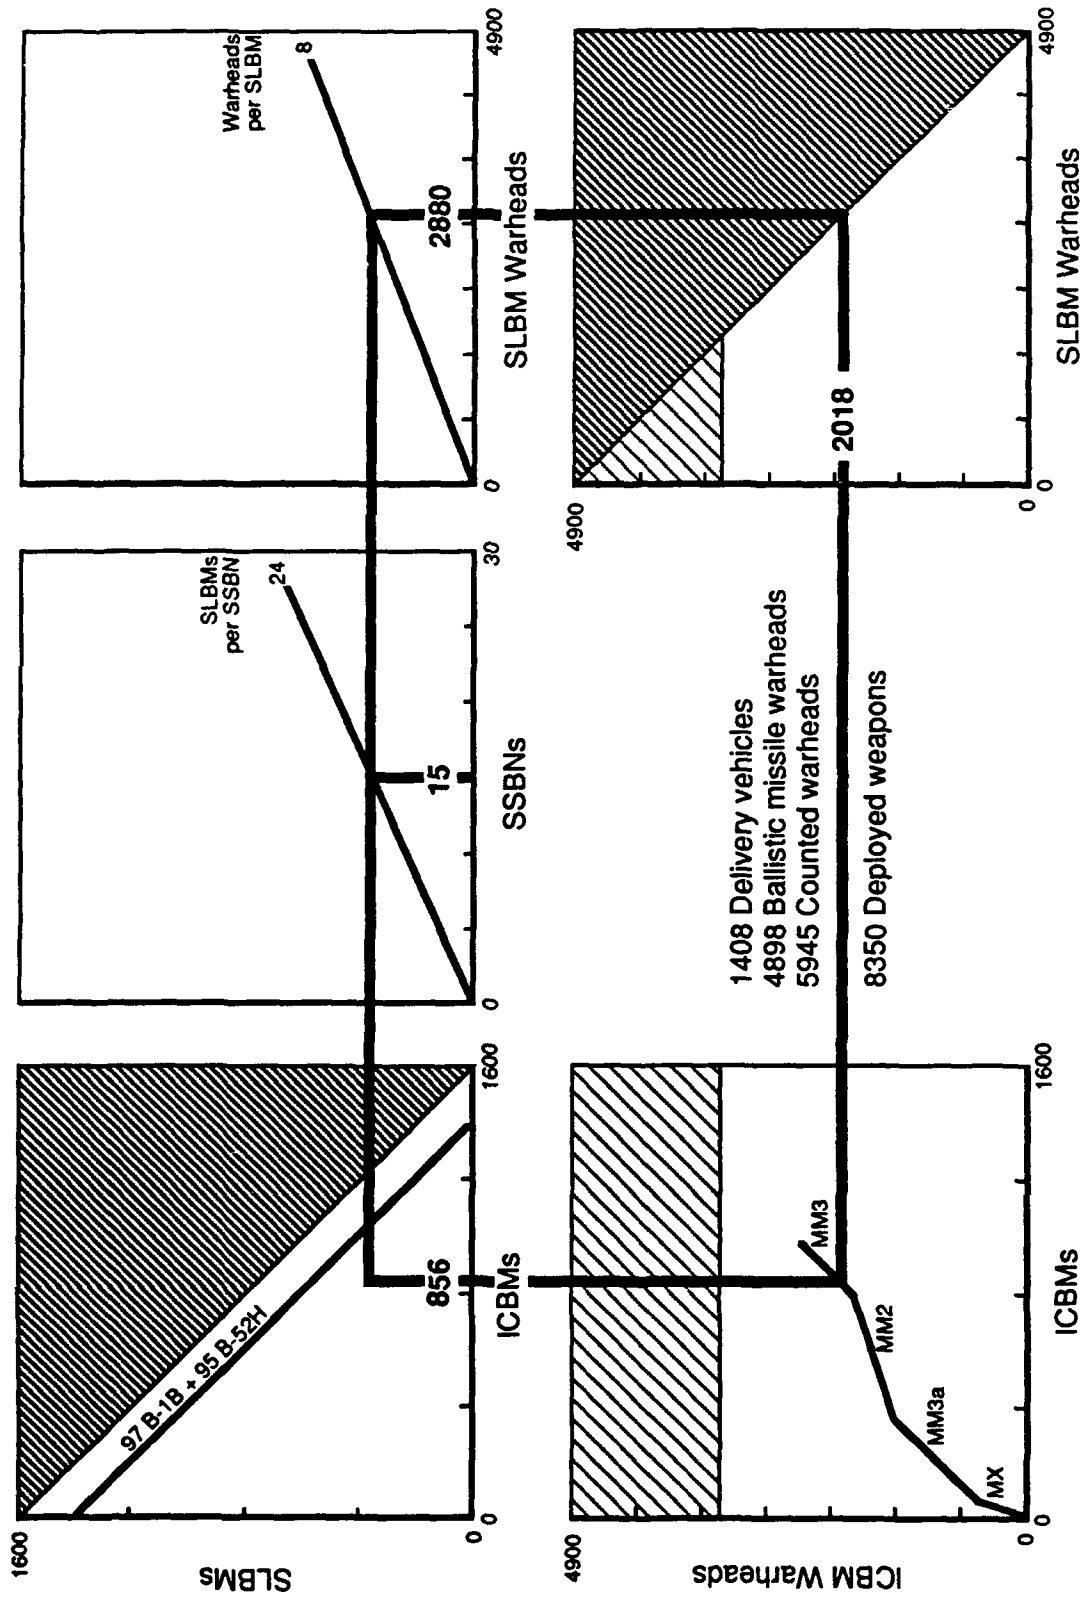 1600
SLBMs
0
97 B-1B + 95 B-52H
856
1600
ICBMs
SLBMs
per SSBN
24
15
0
30
SSBNs
Warheads
per SLBM
8
2880
0
4900
SLBM Warheads
4900
ICBM Warheads
0
MX
MM3a
MM2
MM3
0
1600
ICBMs
1408 Delivery vehicles
4898 Ballistic missile warheads
5945 Counted warheads
8350 Deployed weapons
4900
2018
0
0
4900
SLBM Warheads